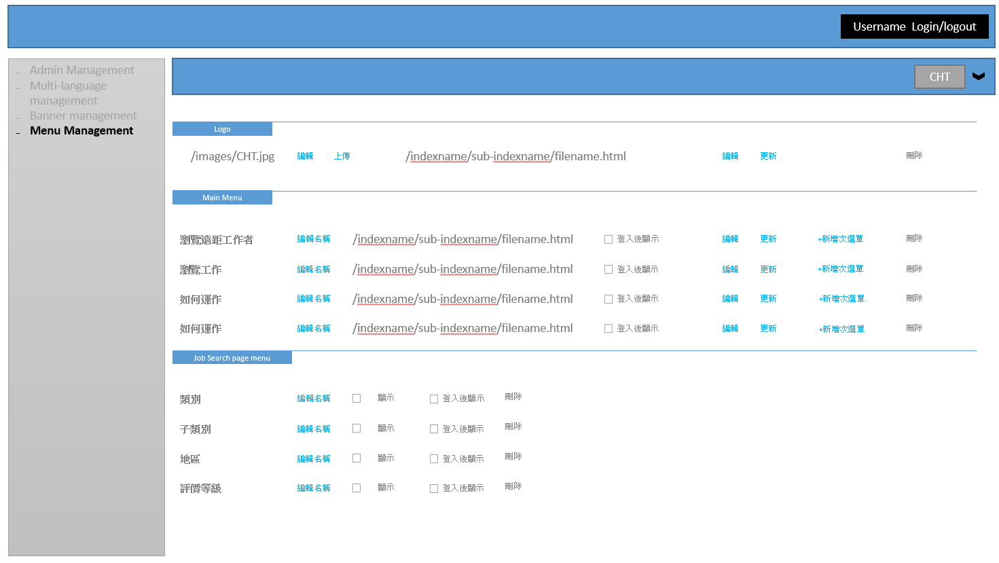 Username Login/logout
CHT
- Admin Management
- Multi-language
management
- Banner management
- Menu Management
Logo
/images/CHT.jpg 編輯 上傳 /indexname/sub-indexname/filename.html 編輯 更新 刪除
Main Menu
瀏覽遠距工作者 編輯名稱 /indexname/sub-indexname/filename.html 登入後顯示 編輯 更新 +新增次選單 刪除
瀏覽工作 編輯名稱 /indexname/sub-indexname/filename.html 登入後顯示 編輯 更新 +新增次選單 刪除
如何運作 編輯名稱 /indexname/sub-indexname/filename.html 登入後顯示 編輯 更新 +新增次選單 刪除
如何運作 編輯名稱 /indexname/sub-indexname/filename.html 登入後顯示 編輯 更新 +新增次選單 刪除
Job Search page menu
類別 編輯名稱 顯示 登入後顯示 刪除
子類別 編輯名稱 顯示 登入後顯示 刪除
地區 編輯名稱 顯示 登入後顯示 刪除
評價等級 編輯名稱 顯示 登入後顯示 刪除